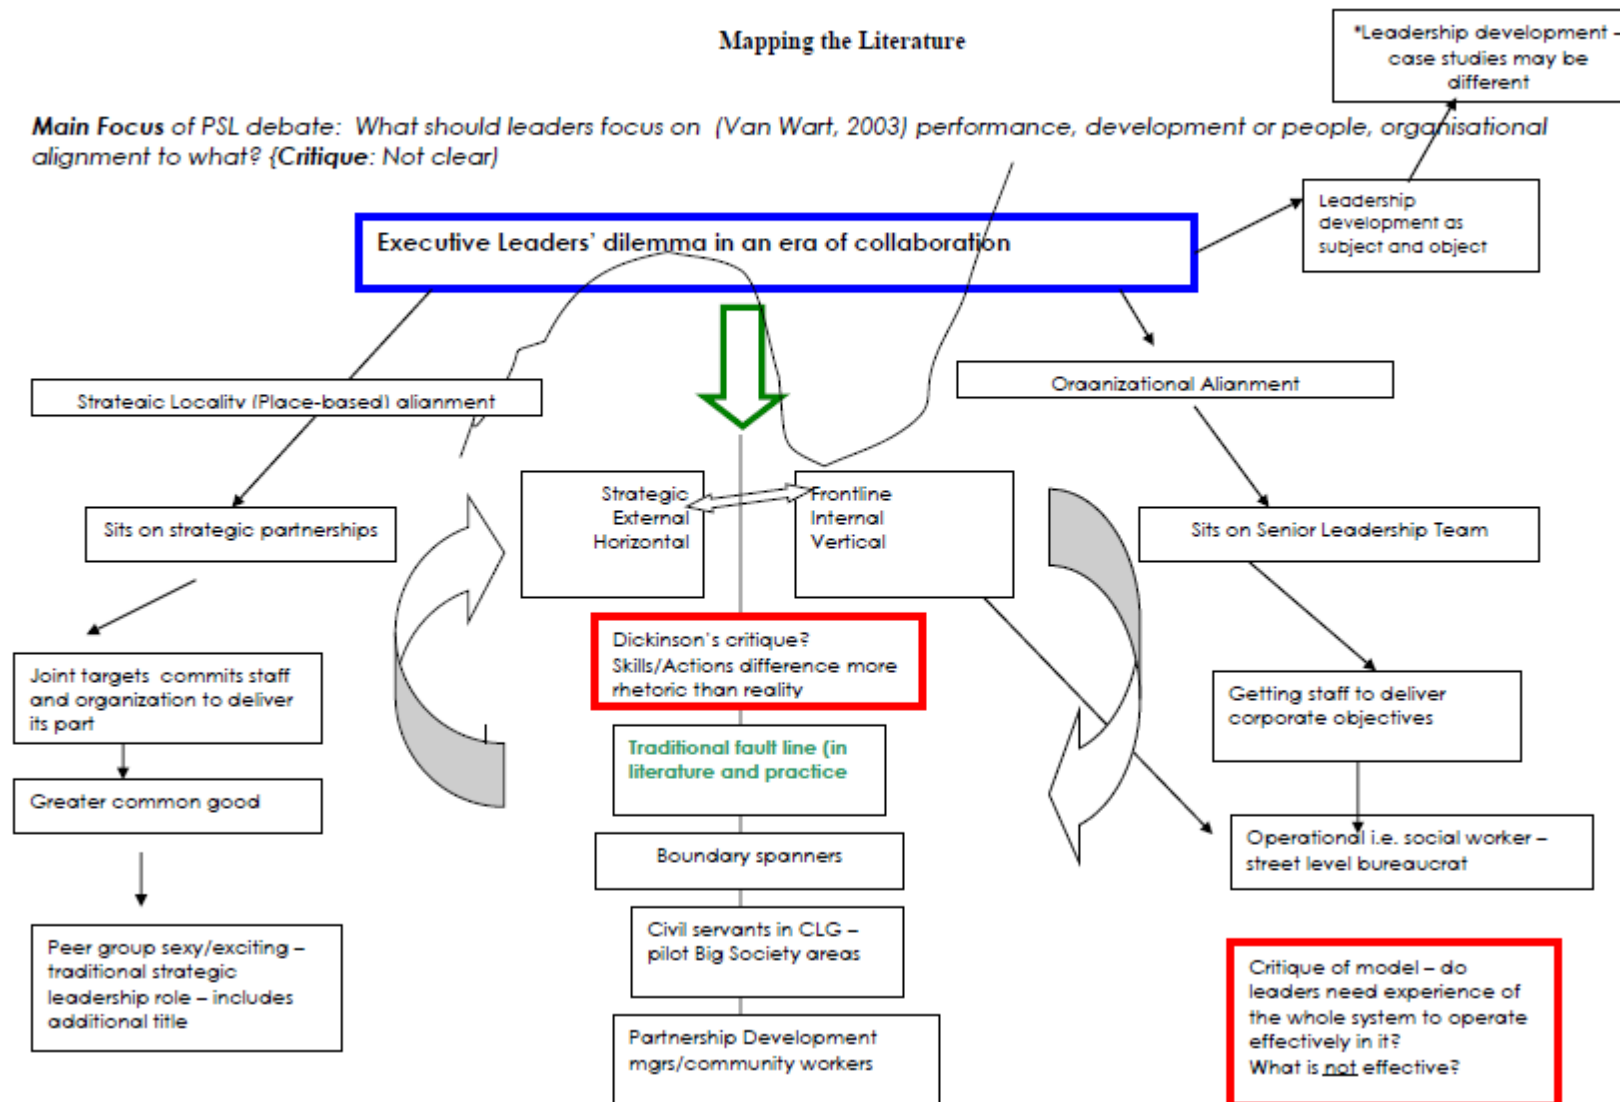 Mapping the Literature
*Leadership development –
case studies may be
different
Main Focus of PSL debate: What should leaders focus on (Van Wart, 2003) performance, development or people, organisational
alignment to what? {Critique: Not clear)
Leadership
development as
subject and object
Executive Leaders' dilemma in an era of collaboration
Strategic Locality (Place-based) alignment
Organizational Alignment
Strategic
External
Horizontal
Frontline
Internal
Vertical
Sits on strategic partnerships
Sits on Senior Leadership Team
Dickinson's critique?
Skills/Actions difference more
rhetoric than reality
Joint targets commits staff
and organization to deliver
its part
Getting staff to deliver
corporate objectives
Traditional fault line (in
literature and practice
Greater common good
Operational i.e. social worker –
street level bureaucrat
Boundary spanners
Civil servants in CLG –
pilot Big Society areas
Peer group sexy/exciting –
traditional strategic
leadership role – includes
additional title
Critique of model – do
leaders need experience of
the whole system to operate
effectively in it?
What is not effective?
Partnership Development
mgrs/community workers